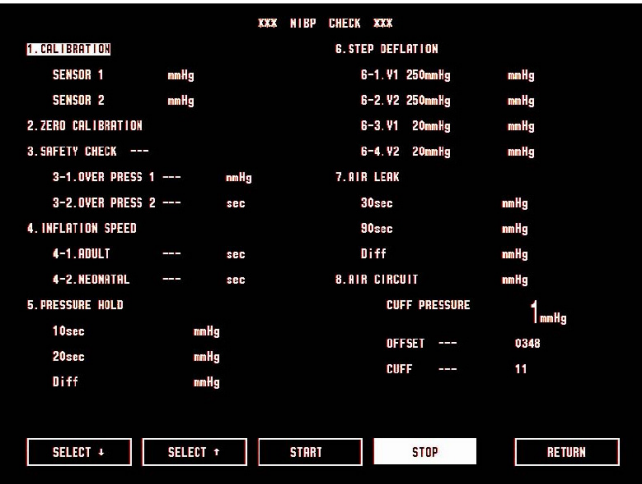 *** NIBP CHECK ***
1.CALIBRATION
SENSOR 1 mmHg
SENSOR 2 mmHg
2.ZERO CALIBRATION
3.SAFETY CHECK ---
3-1.OVER PRESS 1 --- mmHg
3-2.OVER PRESS 2 --- sec
4.INFLATION SPEED
4-1.ADULT --- sec
4-2.NEONATAL --- sec
5.PRESSURE HOLD
10sec mmHg
20sec mmHg
Diff mmHg
6.STEP DEFLATION
6-1.V1 250mmHg mmHg
6-2.V2 250mmHg mmHg
6-3.V1 20mmHg mmHg
6-4.V2 20mmHg mmHg
7.AIR LEAK
30sec mmHg
90sec mmHg
Diff mmHg
8.AIR CIRCUIT mmHg
CUFF PRESSURE 1 mmHg
OFFSET --- 0348
CUFF --- 11
SELECT ↓ SELECT ↑ START STOP RETURN